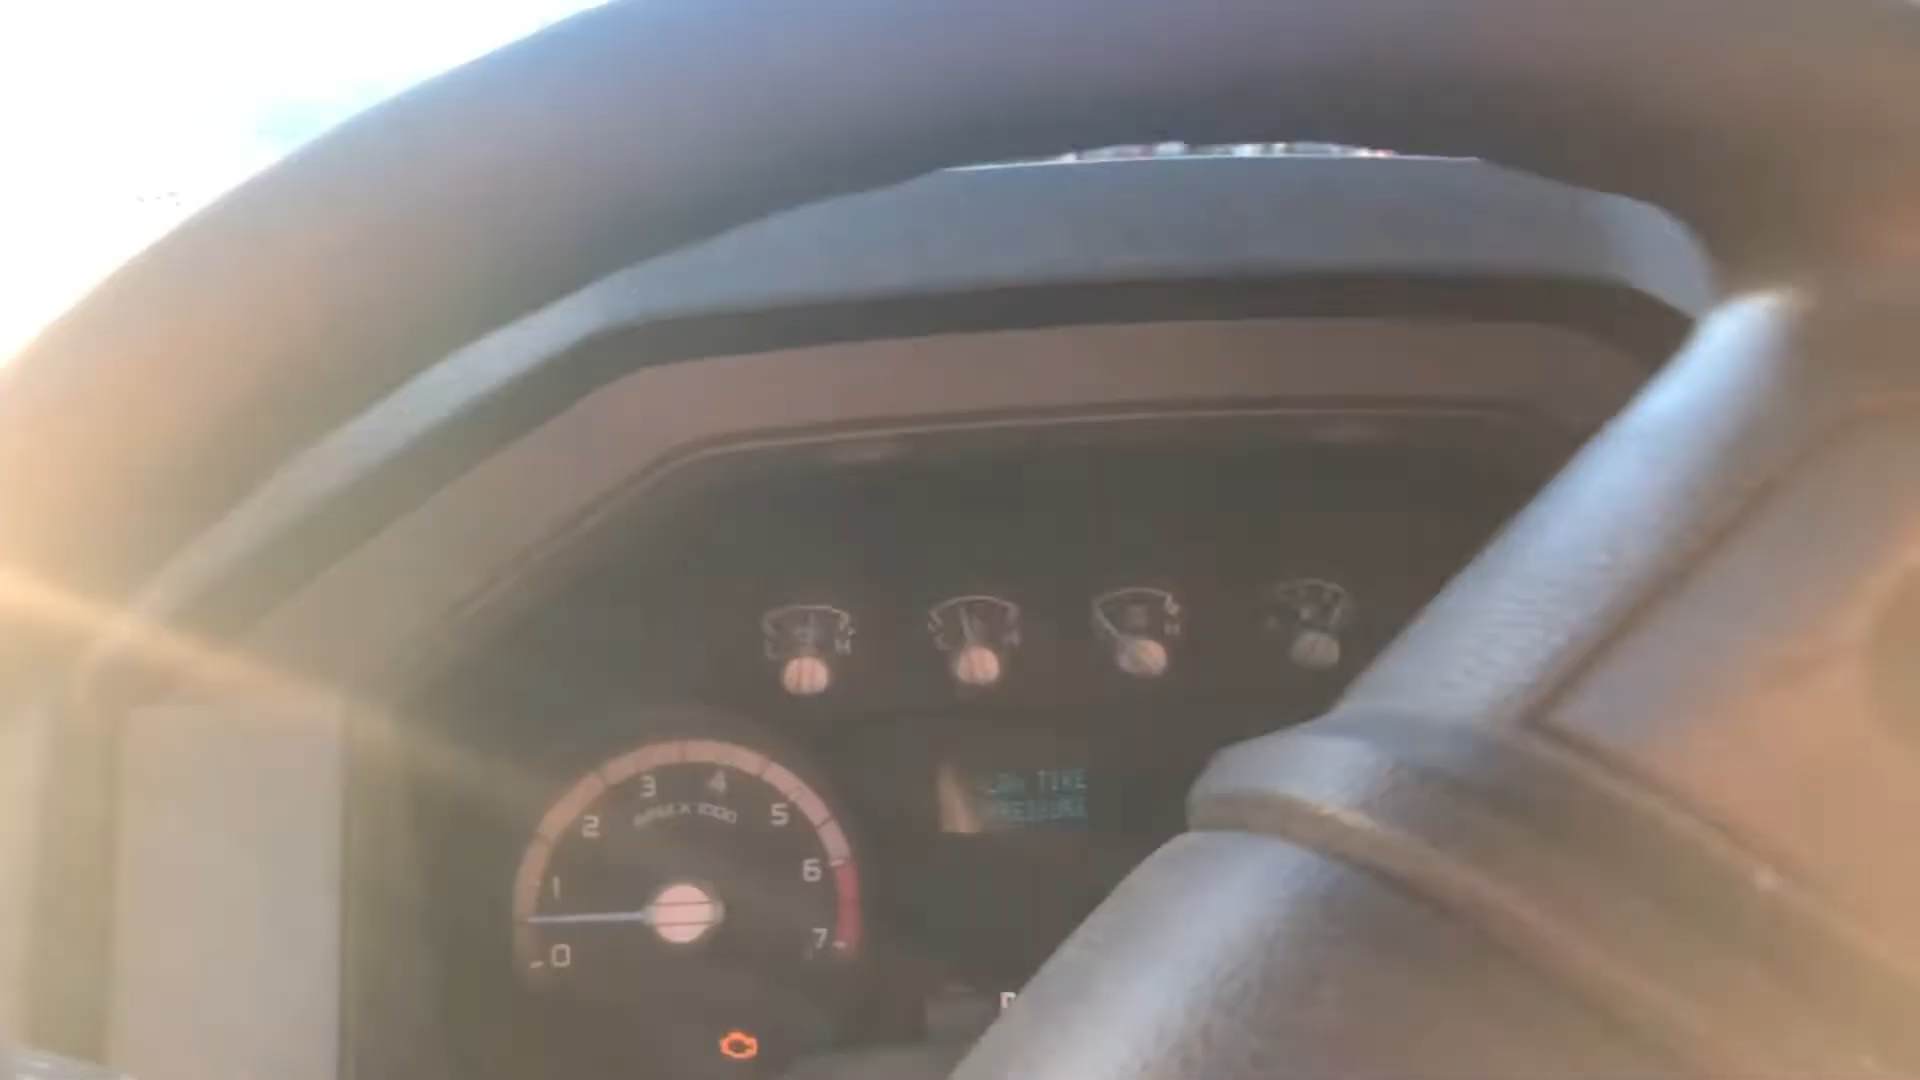 H
H
H
3 4
2 5
RPM X 1000
1 6
0 7
LOW TIRE
PRESSURE